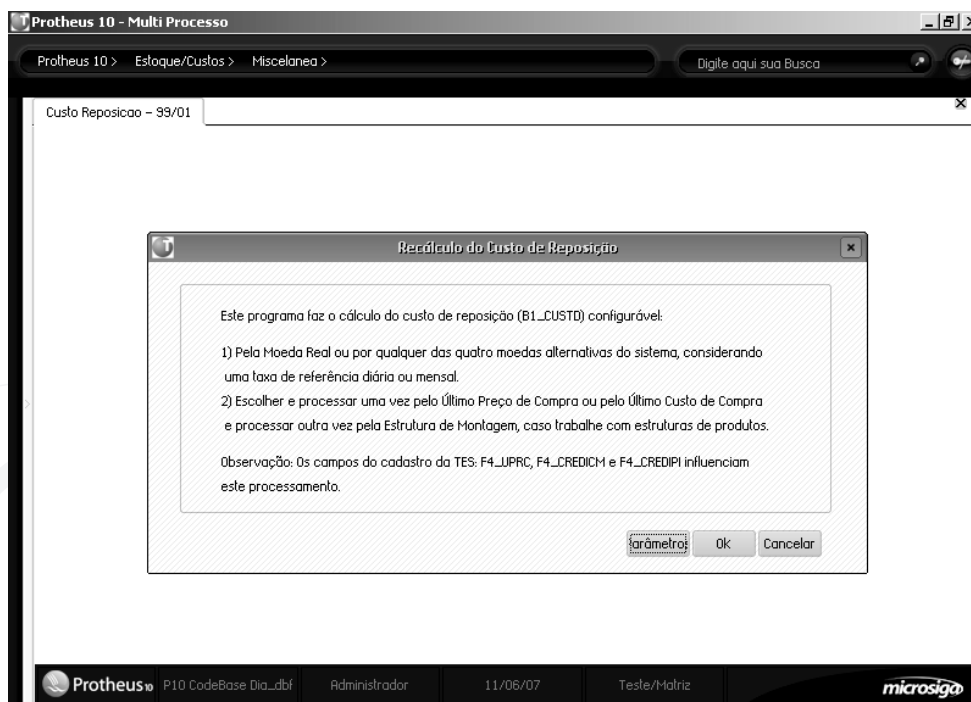 Protheus 10 - Multi Processo
Protheus 10 > Estoque/Custos > Miscelanea >
Digite aqui sua Busca
Custo Reposicao – 99/01
Recálculo do Custo de Reposição
Este programa faz o cálculo do custo de reposição (B1_CUSTD) configurável:
1) Pela Moeda Real ou por qualquer das quatro moedas alternativas do sistema, considerando
uma taxa de referência diária ou mensal.
2) Escolher e processar uma vez pelo Último Preço de Compra ou pelo Último Custo de Compra
e processar outra vez pela Estrutura de Montagem, caso trabalhe com estruturas de produtos.
Observação: Os campos do cadastro da TES: F4_UPRC, F4_CREDICM e F4_CREDIPI influenciam
este processamento.
arâmetro
Ok
Cancelar
Protheus 10
P10 CodeBase Dia_dbf
Administrador
11/06/07
Teste/Matriz
microsiga